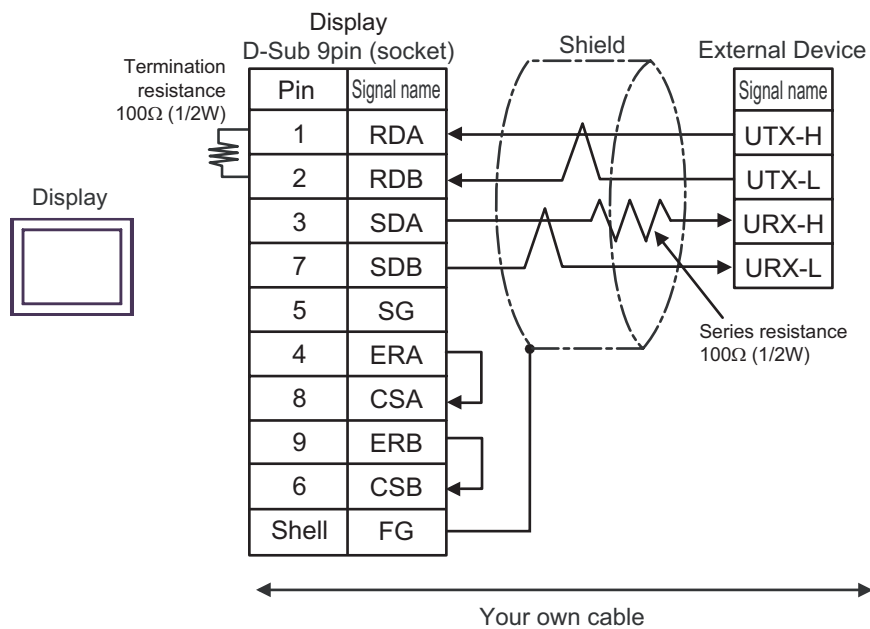 Display
D-Sub 9pin (socket)
Shield
External Device
Termination
resistance
100Ω (1/2W)
Pin Signal name
Signal name
1 RDA
UTX-H
2 RDB
UTX-L
Display
3 SDA
URX-H
7 SDB
URX-L
5 SG
Series resistance
100Ω (1/2W)
4 ERA
8 CSA
9 ERB
6 CSB
Shell FG
Your own cable